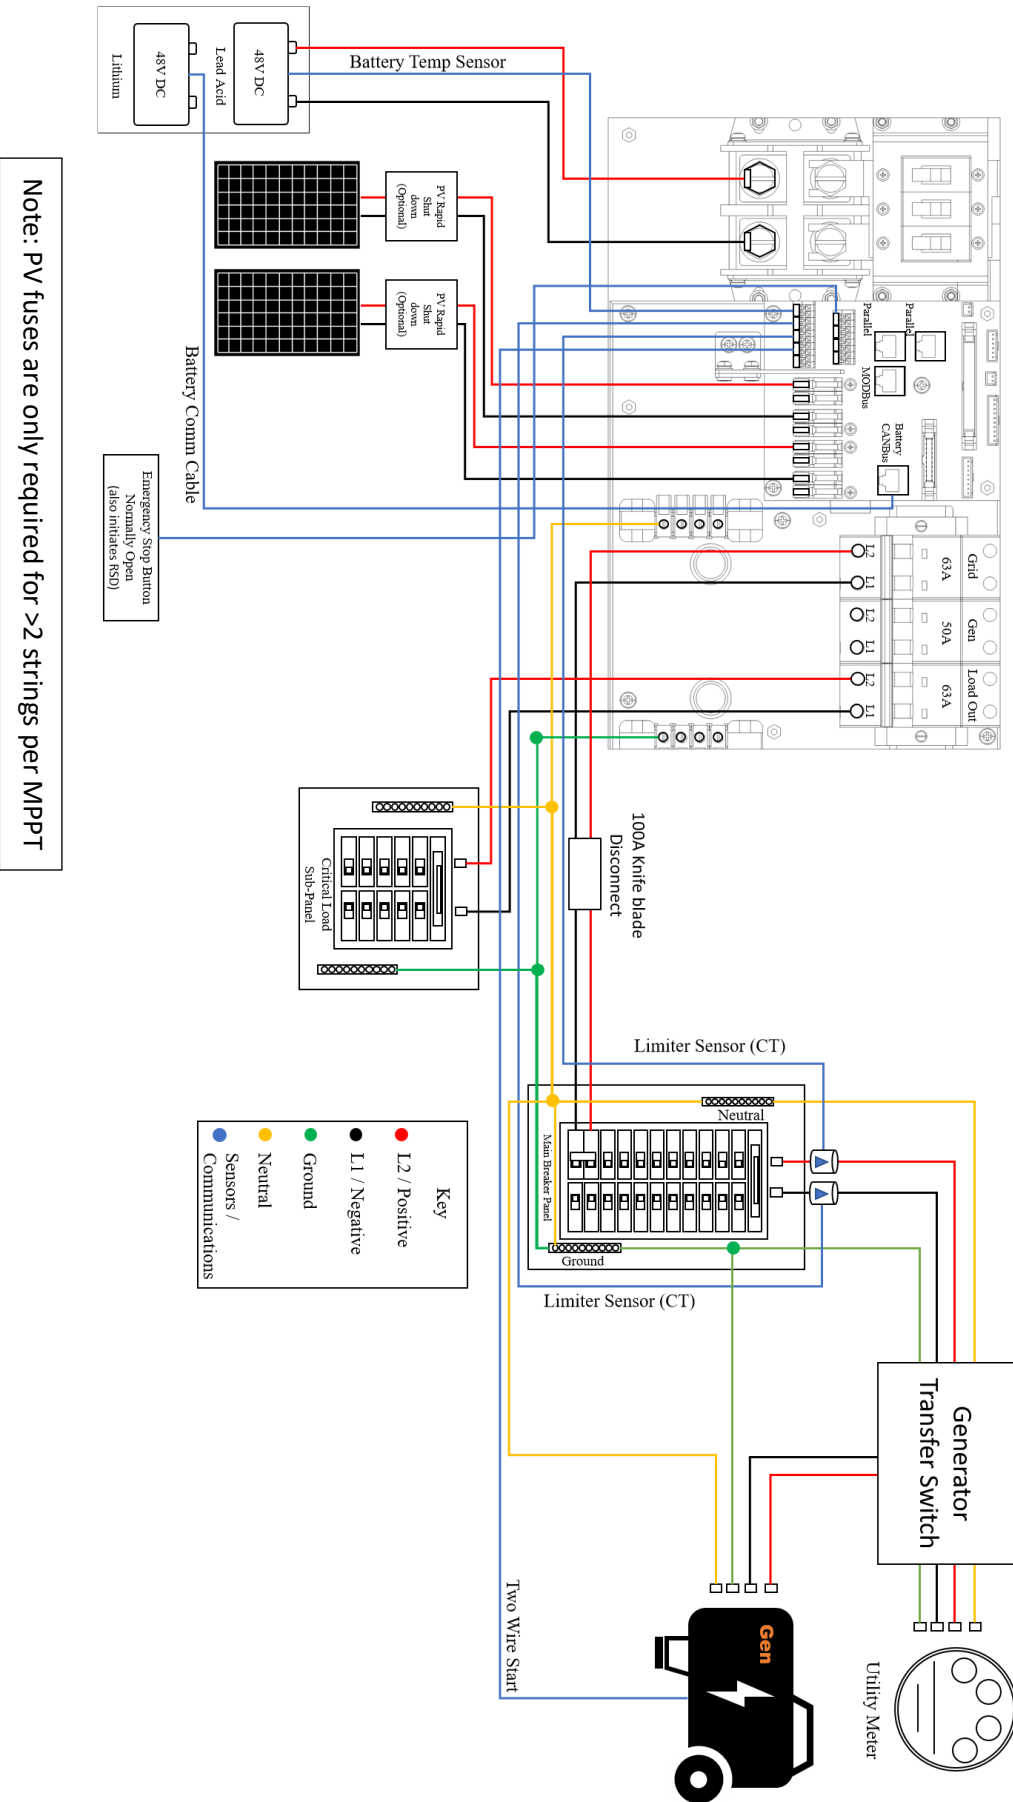 48V DC
Lithium
48V DC
Lead Acid
Battery Temp Sensor
PV Rapid
Shut
down
(Optional)
PV Rapid
Shut
down
(Optional)
Battery Comm Cable
Emergency Stop Button
Normally Open
(also initiates RSD)
Note: PV fuses are only required for >2 strings per MPPT
Parallel
Parallel
MODBus
Battery
CANBus
Grid
63A
L2
L1
Gen
50A
L2
L1
Load Out
63A
L2
L1
100A Knife blade
Disconnect
Critical Load
Sub-Panel
Limiter Sensor (CT)
Neutral
Main Breaker Panel
Ground
Limiter Sensor (CT)
Key
L2 / Positive
L1 / Negative
Ground
Neutral
Sensors /
Communications
Generator
Transfer Switch
Two Wire Start
Gen
Utility Meter